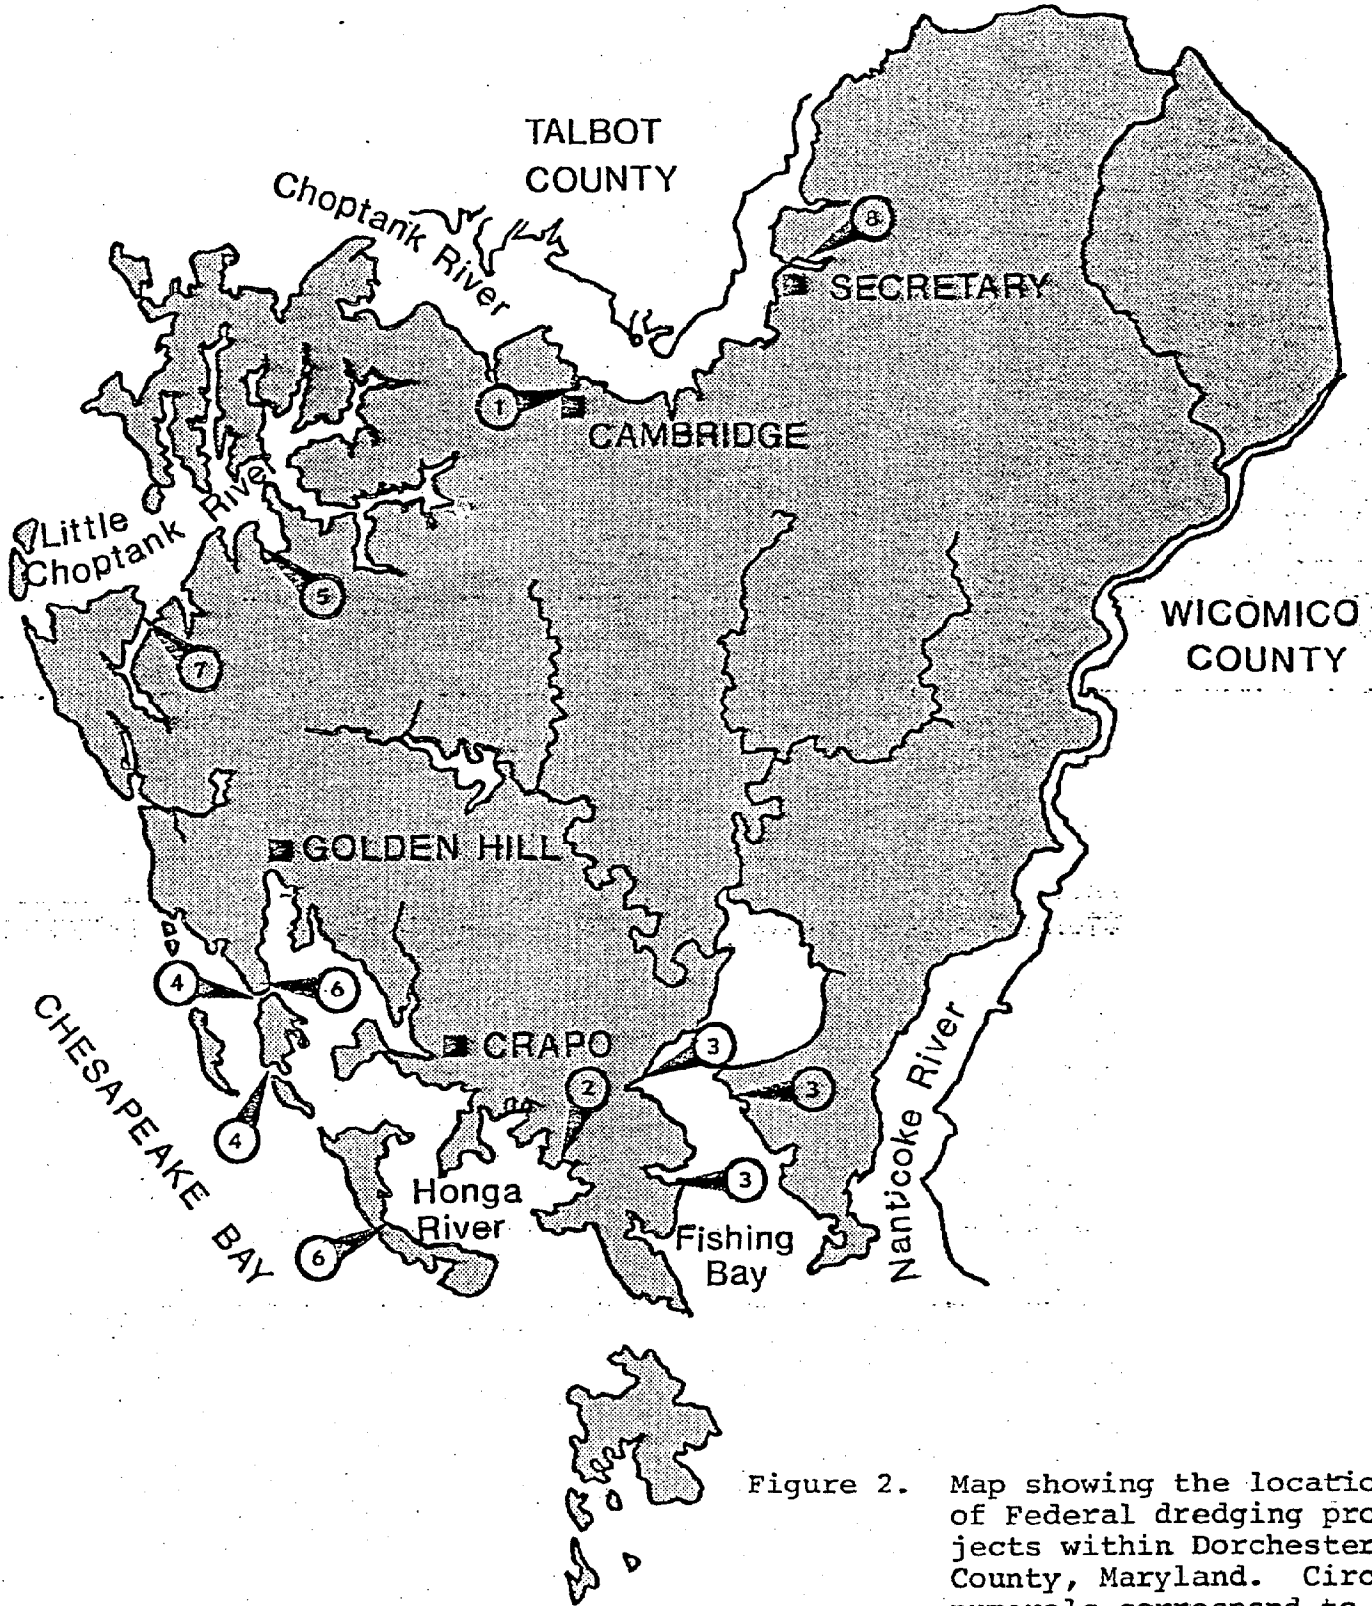 TALBOT
COUNTY
Choptank River
8
SECRETARY
1
CAMBRIDGE
Little
Choptank River
5
7
WICOMICO
COUNTY
GOLDEN HILL
4
6
CHESAPEAKE BAY
CRAPO
3
2
3
4
3
Honga
River
6
Fishing
Bay
Nanticoke River
Figure 2. Map showing the locatio
of Federal dredging pro
jects within Dorchester
County, Maryland. Circ